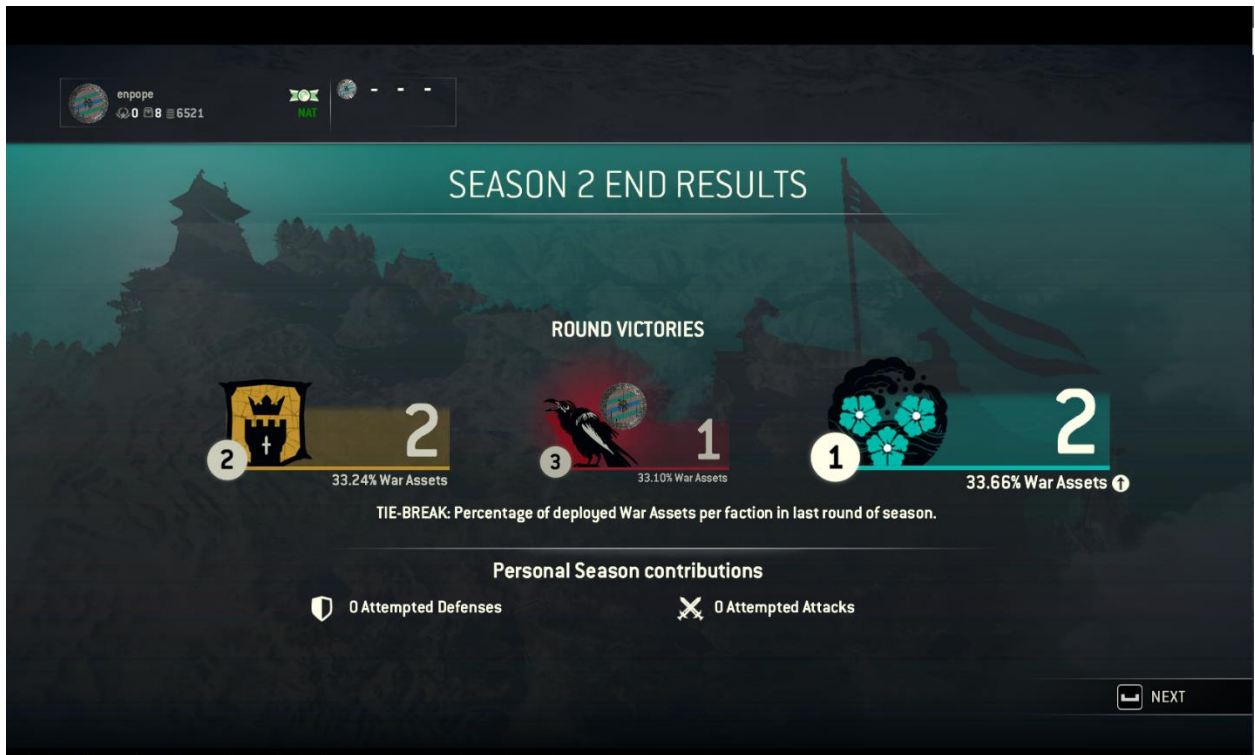 enpope
0 8 6521
NAT
- - -
SEASON 2 END RESULTS
ROUND VICTORIES
2 2
33.24% War Assets
3 1
33.10% War Assets
1 2
33.66% War Assets
TIE-BREAK: Percentage of deployed War Assets per faction in last round of season.
Personal Season contributions
0 Attempted Defenses
0 Attempted Attacks
NEXT